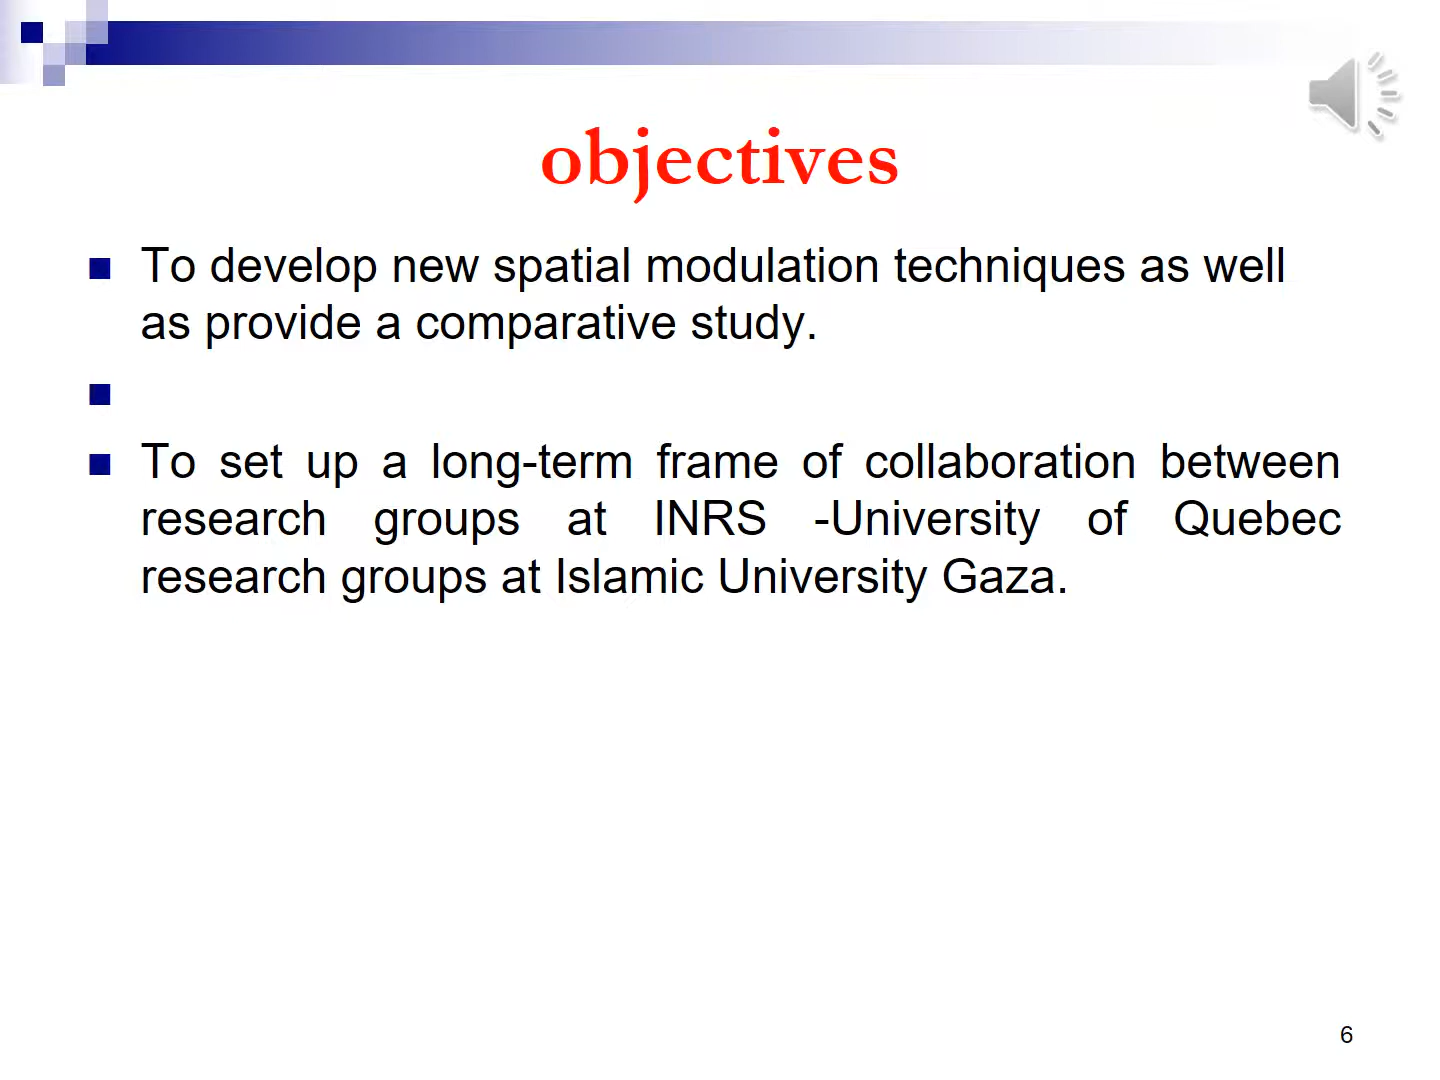 objectives
To develop new spatial modulation techniques as well
as provide a comparative study.
To set up a long-term frame of collaboration between
research groups at INRS -University of Quebec
research groups at Islamic University Gaza.
6